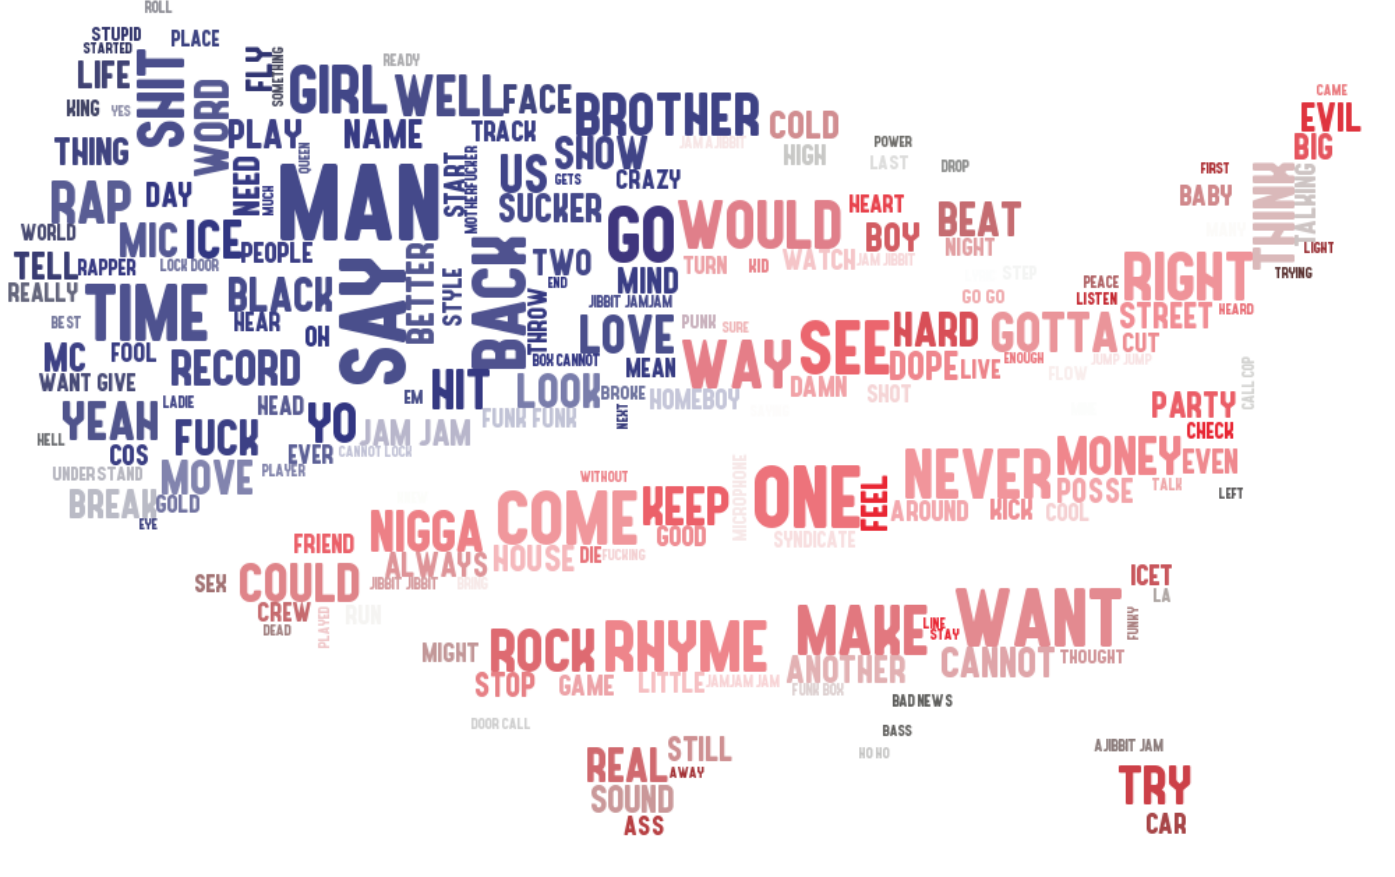 ROLL
STUPID
STARTED
PLACE
LIFE
SHIT
FLY
SOMETHING
READY
KING
YES
WORD
GIRL
WELL
FACE
BROTHER
COLD
CAME
EVIL
BIG
THING
PLAY
NAME
TRACK
JAM AJIBBIT
HIGH
POWER
LAST
DROP
FIRST
THINK
TALKING
BABY
MANY
LIGHT
TRYING
RAP
DAY
NEED
MUCH
QUEEN
MAN
START
MOTHERFUCKER
US
SHOW
GETS
CRAZY
SUCKER
GO
WOULD
HEART
BOY
BEAT
NIGHT
WORLD
MIC
ICE
PEOPLE
LOCK DOOR
TELL
RAPPER
REALLY
TIME
BLACK
HEAR
OH
SAY
BETTER
STYLE
BACK
THROW
TWO
END
MIND
JIBBIT JAMJAM
TURN
KID
WATCH
JAM JIBBIT
STEP
GO GO
PEACE
LISTEN
RIGHT
STREET
HEARD
BEST
FOOL
MC
WANT GIVE
RECORD
LADIE
LOVE
BOX CANNOT
MEAN
PUNK
SURE
WAY
SEE
HARD
GOTTA
CUT
DOPE
LIVE
ENOUGH
JUMP JUMP
FLOW
DAMN
SHOT
CALL COP
YEAH
HELL
COS
FUCK
HEAD
YO
EM
HIT
LOOK
BROKE
NEXT
HOMEBOY
FUNK FUNK
JAM JAM
CANNOT LOCK
EVER
PLAYER
PARTY
CHECK
UNDERSTAND
MOVE
BREAK
GOLD
EYE
WITHOUT
MICROPHONE
ONE
FEEL
NEVER
MONEY
EVEN
POSSE
TALK
LEFT
AROUND
KICK
COOL
FRIEND
NIGGA
COME
KEEP
GOOD
SYNDICATE
ALWAYS
HOUSE
DIE
FUCKING
SEX
COULD
JIBBIT JIBBIT
BRING
CREW
DEAD
PLAYED
RUN
ICET
LA
FUNKY
MIGHT
ROCK
RHYME
MAKE
LINE
STAY
WANT
STOP
GAME
LITTLE
JAMJAM JAM
ANOTHER
CANNOT
THOUGHT
FUNK BOX
BAD NEWS
DOOR CALL
BASS
HO HO
REAL
STILL
AWAY
SOUND
ASS
AJIBBIT JAM
TRY
CAR